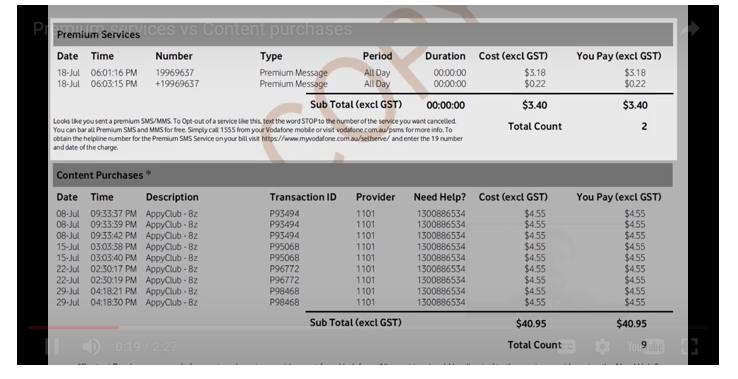 Premium services vs Content purchases
Premium Services
Date Time Number Type Period Duration Cost (excl GST) You Pay (excl GST)
18-Jul 06:01:16 PM 19969637 Premium Message All Day 00:00:00 $3.18 $3.18
18-Jul 06:03:15 PM +19969637 Premium Message All Day 00:00:00 $0.22 $0.22
Sub Total (excl GST) 00:00:00 $3.40 $3.40
Looks like you sent a premium SMS/MMS. To Opt-out of a service like this, text the word STOP to the number of the service you want cancelled.
You can bar all Premium SMS and MMS for free. Simply call 1555 from your Vodafone mobile or visit vodafone.com.au/psms for more info. To
obtain the helpline number for the Premium SMS Service on your bill visit https://www.myvodafone.com.au/selfserve/ and enter the 19 number
and date of the charge.
Total Count 2
COPY
Content Purchases *
Date Time Description Transaction ID Provider Need Help? Cost (excl GST) You Pay (excl GST)
08-Jul 09:33:37 PM AppyClub - 8z P93494 1101 1300886534 $4.55 $4.55
08-Jul 09:33:39 PM AppyClub - 8z P93494 1101 1300886534 $4.55 $4.55
08-Jul 09:33:42 PM AppyClub - 8z P93494 1101 1300886534 $4.55 $4.55
15-Jul 03:03:38 PM AppyClub - 8z P95068 1101 1300886534 $4.55 $4.55
15-Jul 03:03:40 PM AppyClub - 8z P95068 1101 1300886534 $4.55 $4.55
22-Jul 02:30:17 PM AppyClub - 8z P96772 1101 1300886534 $4.55 $4.55
22-Jul 02:30:19 PM AppyClub - 8z P96772 1101 1300886534 $4.55 $4.55
29-Jul 04:18:21 PM AppyClub - 8z P98468 1101 1300886534 $4.55 $4.55
29-Jul 04:18:30 PM AppyClub - 8z P98468 1101 1300886534 $4.55 $4.55
Sub Total (excl GST) $40.95 $40.95
Total Count 9
0:19 / 2:27 YouTube